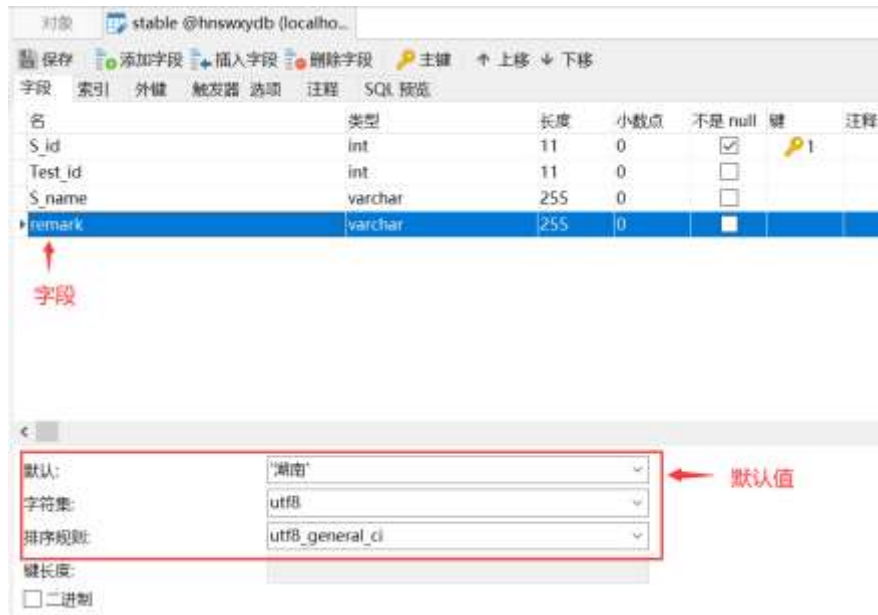 对象 stable @hnswxydb (localho...
保存 添加字段 插入字段 删除字段 主键 上移 下移
字段 索引 外键 触发器 选项 注释 SQL 预览
名 类型 长度 小数点 不是 null 键 注释
S_id int 11 0 1
Test_id int 11 0
S_name varchar 255 0
remark varchar 255 0
字段
默认: '湖南'
默认值
字符集: utf8
排序规则: utf8_general_ci
键长度:
二进制